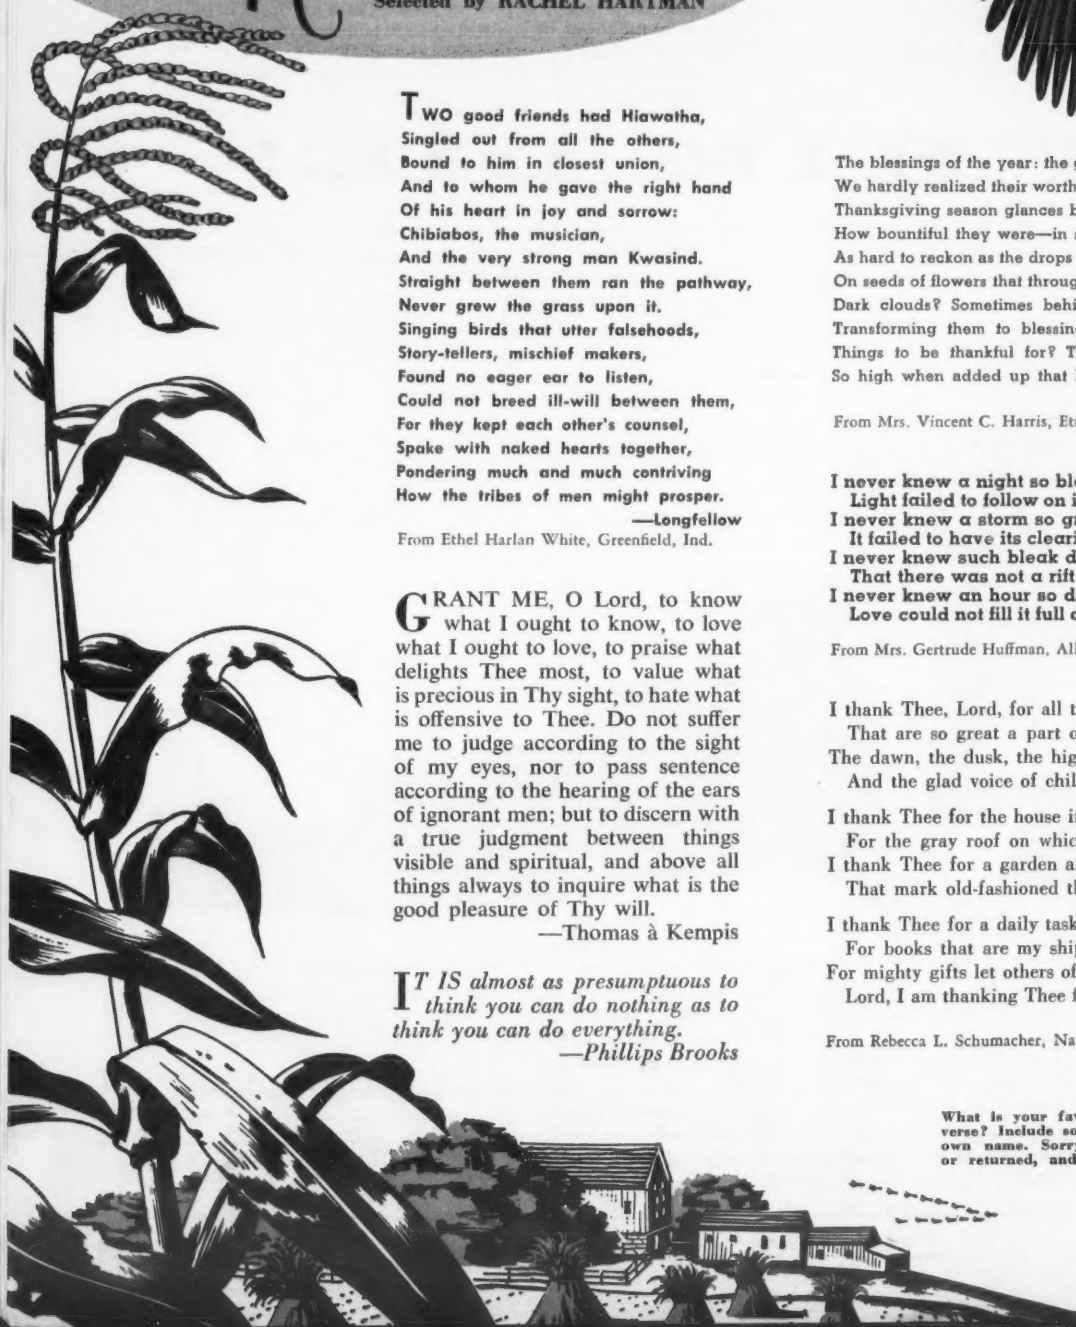 Selected by RACHEL HARTMAN
TWO good friends had Hiawatha,
Singled out from all the others,
Bound to him in closest union,
And to whom he gave the right hand
Of his heart in joy and sorrow:
Chibiabos, the musician,
And the very strong man Kwasind.
Straight between them ran the pathway,
Never grew the grass upon it.
Singing birds that utter falsehoods,
Story-tellers, mischief makers,
Found no eager ear to listen,
Could not breed ill-will between them,
For they kept each other's counsel,
Spake with naked hearts together,
Pondering much and much contriving
How the tribes of men might prosper.
—Longfellow
From Ethel Harlan White, Greenfield, Ind.
GRANT ME, O Lord, to know
what I ought to know, to love
what I ought to love, to praise what
delights Thee most, to value what
is precious in Thy sight, to hate what
is offensive to Thee. Do not suffer
me to judge according to the sight
of my eyes, nor to pass sentence
according to the hearing of the ears
of ignorant men; but to discern with
a true judgment between things
visible and spiritual, and above all
things always to inquire what is the
good pleasure of Thy will.
—Thomas à Kempis
IT IS almost as presumptuous to
think you can do nothing as to
think you can do everything.
—Phillips Brooks
The blessings of the year: the
We hardly realized their worth
Thanksgiving season glances
How bountiful they were—in
As hard to reckon as the drops
On seeds of flowers that
Dark clouds? Sometimes
Transforming them to
Things to be thankful for?
So high when added up that
From Mrs. Vincent C. Harris,
I never knew a night so
Light failed to follow on
I never knew a storm so
It failed to have its
I never knew such bleak
That there was not a rift
I never knew an hour so
Love could not fill it full
From Mrs. Gertrude Huffman,
I thank Thee, Lord, for all
That are so great a part
The dawn, the dusk, the
And the glad voice of
I thank Thee for the house
For the gray roof on
I thank Thee for a garden
That mark old-fashioned
I thank Thee for a daily task
For books that are my
For mighty gifts let others
Lord, I am thanking Thee
From Rebecca L. Schumacher,
What is your
verse? Include
own name.
or returned, and